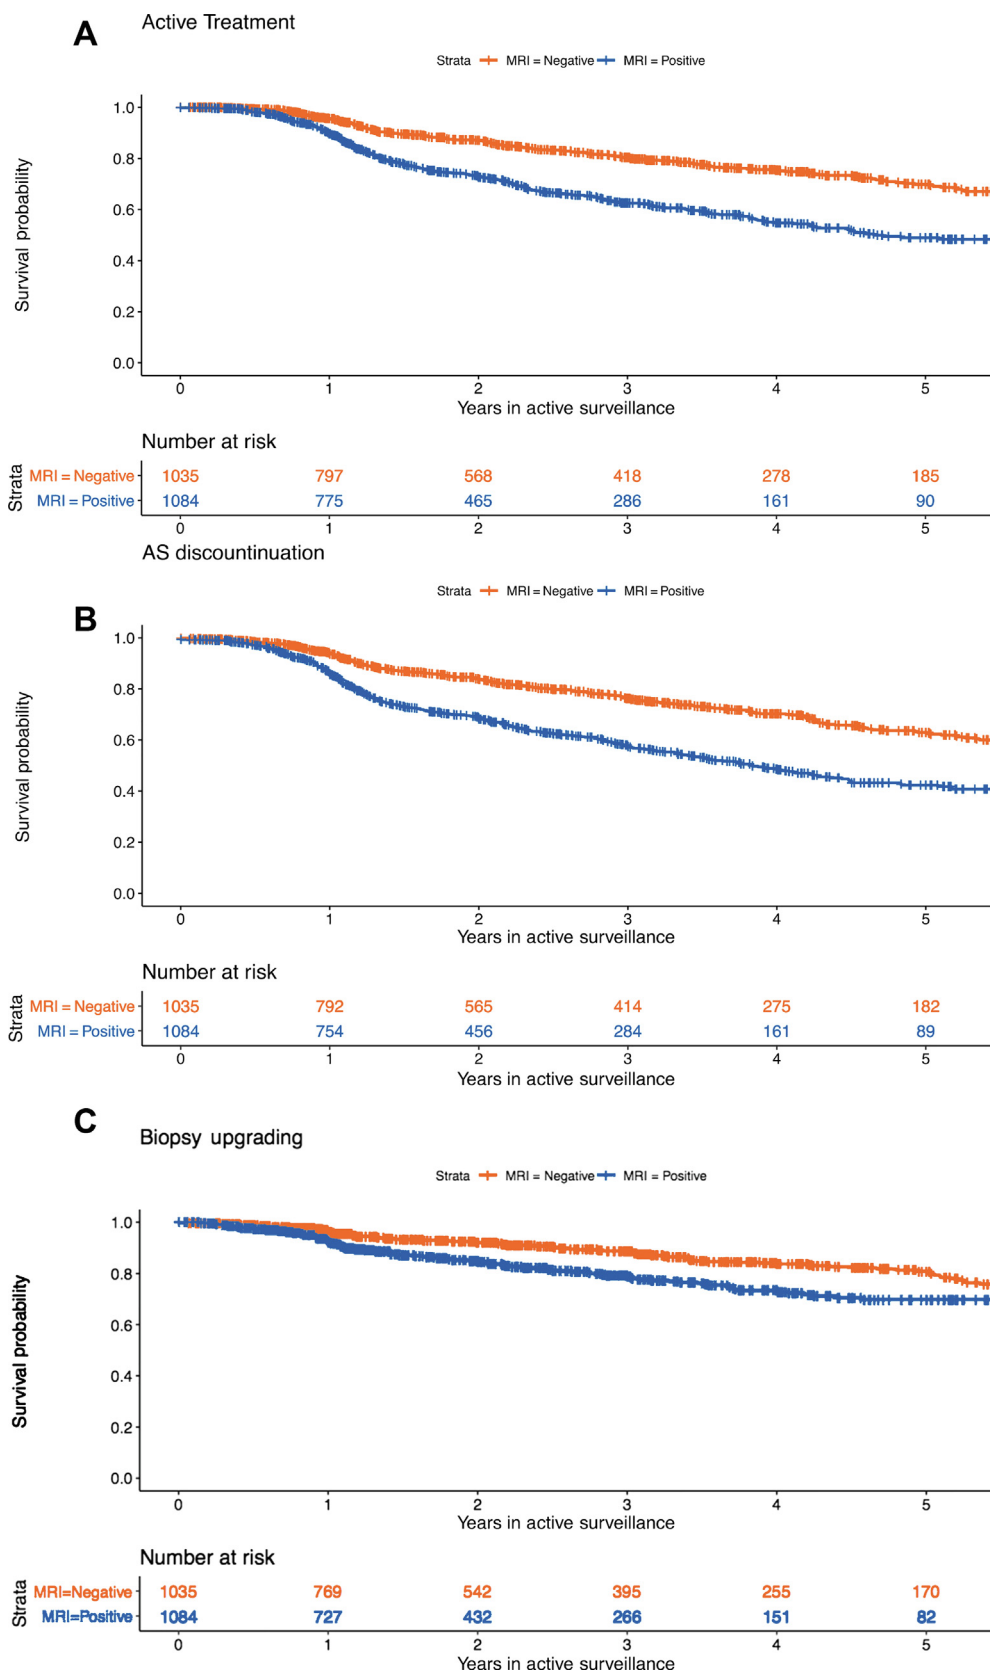 A
Active Treatment
Strata MRI = Negative MRI = Positive
Survival probability
1.0
0.8
0.6
0.4
0.2
0.0
0 1 2 3 4 5
Years in active surveillance
Number at risk
Strata
MRI = Negative 1035 797 568 418 278 185
MRI = Positive 1084 775 465 286 161 90
0 1 2 3 4 5
AS discountinuation
B
Strata MRI = Negative MRI = Positive
Survival probability
1.0
0.8
0.6
0.4
0.2
0.0
0 1 2 3 4 5
Years in active surveillance
Number at risk
Strata
MRI = Negative 1035 792 565 414 275 182
MRI = Positive 1084 754 456 284 161 89
0 1 2 3 4 5
Years in active surveillance
C
Biopsy upgrading
Strata MRI = Negative MRI = Positive
Survival probability
1.0
0.8
0.6
0.4
0.2
0.0
0 1 2 3 4 5
Years in active surveillance
Number at risk
Strata
MRI=Negative 1035 769 542 395 255 170
MRI=Positive 1084 727 432 266 151 82
0 1 2 3 4 5
Years in active surveillance